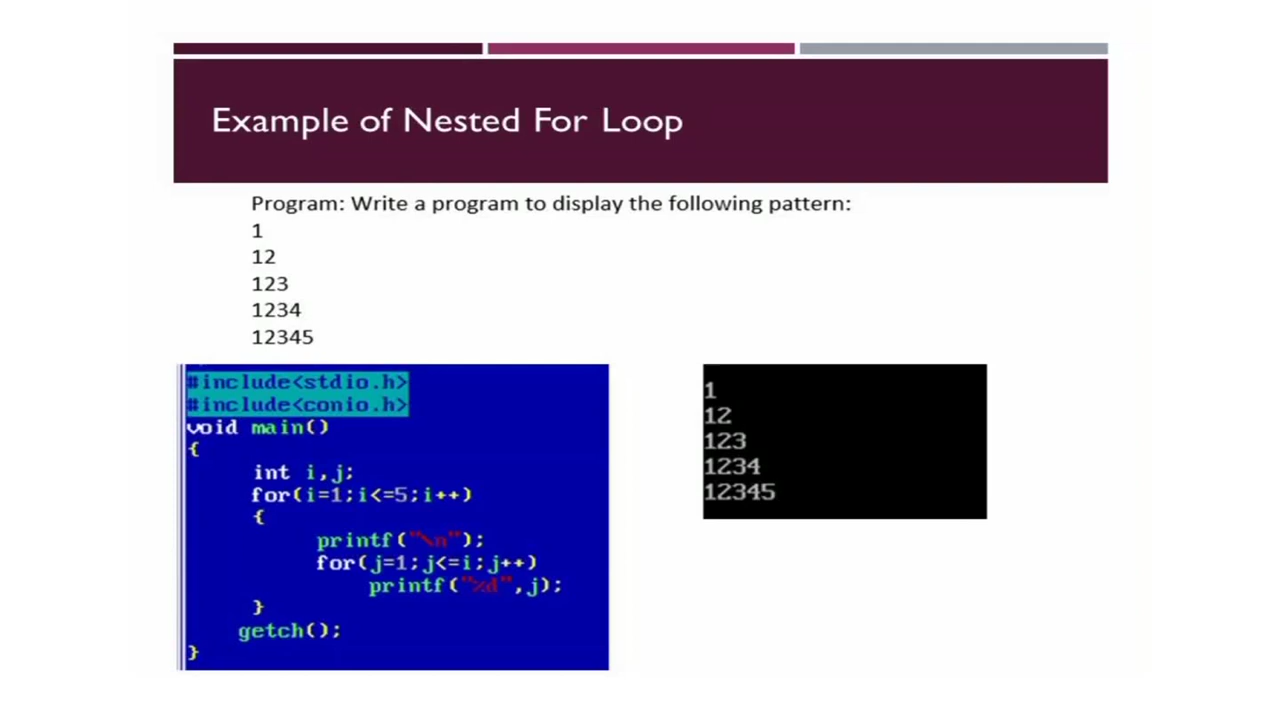 Example of Nested For Loop
Program: Write a program to display the following pattern:
1
12
123
1234
12345
#include<stdio.h>
#include<conio.h>
void main()
{
int i,j;
for(i=1;i<=5;i++)
{
printf("\n");
for(j=1;j<=i;j++)
printf("%d",j);
}
getch();
}
1
12
123
1234
12345